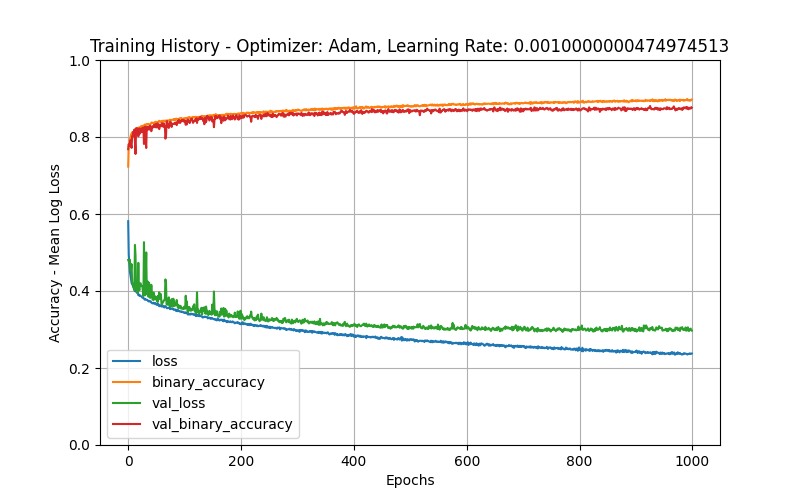 Training History - Optimizer: Adam, Learning Rate: 0.0010000000474974513
1.0
0.8
0.6
0.4
0.2
0.0
Accuracy - Mean Log Loss
loss
binary_accuracy
val_loss
val_binary_accuracy
0 200 400 600 800 1000
Epochs